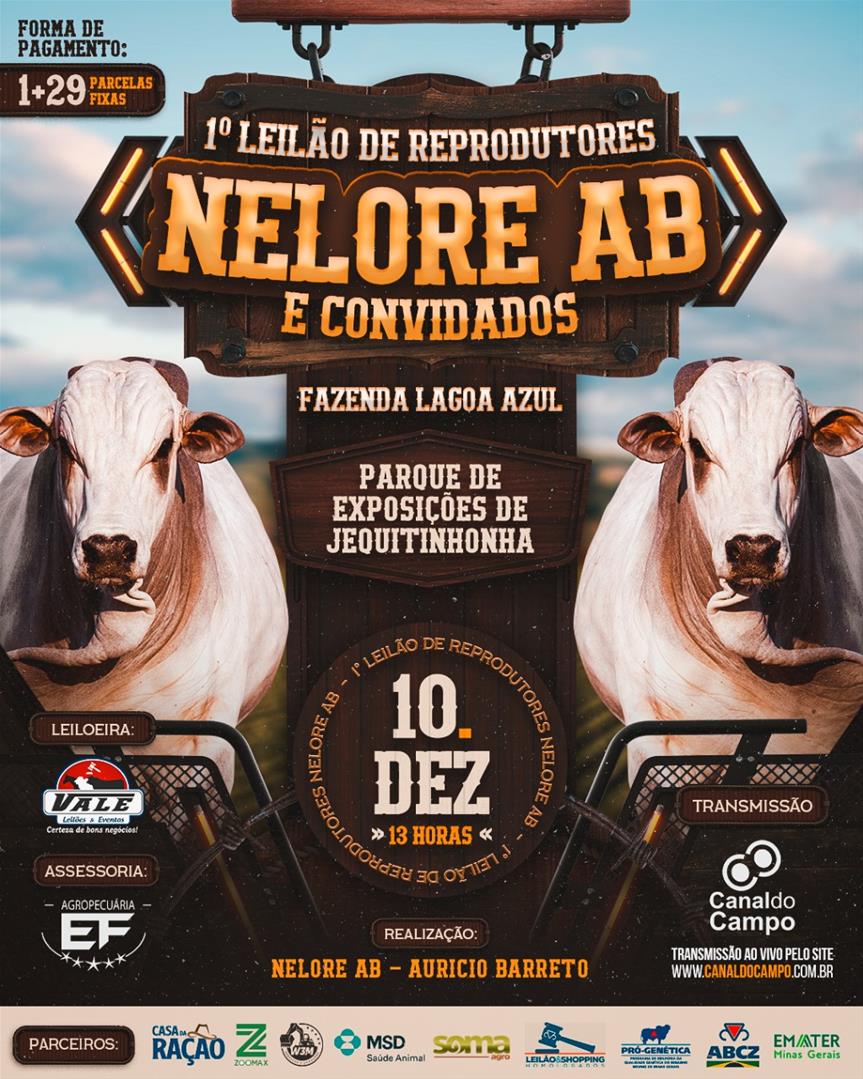 FORMA DE
PAGAMENTO:
1+29 PARCELAS
FIXAS
1º LEILÃO DE REPRODUTORES
NELORE AB
E CONVIDADOS
FAZENDA LAGOA AZUL
PARQUE DE
EXPOSIÇÕES DE
JEQUITINHONHA
1º LEILÃO DE REPRODUTORES NELORE AB - 1º LEILÃO DE REPRODUTORES NELORE AB -
10.
DEZ
» 13 HORAS «
LEILOEIRA:
VALE
Leilões & Eventos
Certeza de bons negócios!
ASSESSORIA:
AGROPECUÁRIA
EF
TRANSMISSÃO
Canaldo
Campo
TRANSMISSÃO AO VIVO PELO SITE
WWW.CANALDOCAMPO.COM.BR
REALIZAÇÃO:
NELORE AB - AURICIO BARRETO
PARCEIROS:
CASA DA
RAÇÃO
Z
ZOOMAX
W3M
MSD
Saúde Animal
soma
agro
LEILÃO&SHOPPING
HOMOLOGADOS
PRÓ-GENÉTICA
ABCZ
EMATER
Minas Gerais